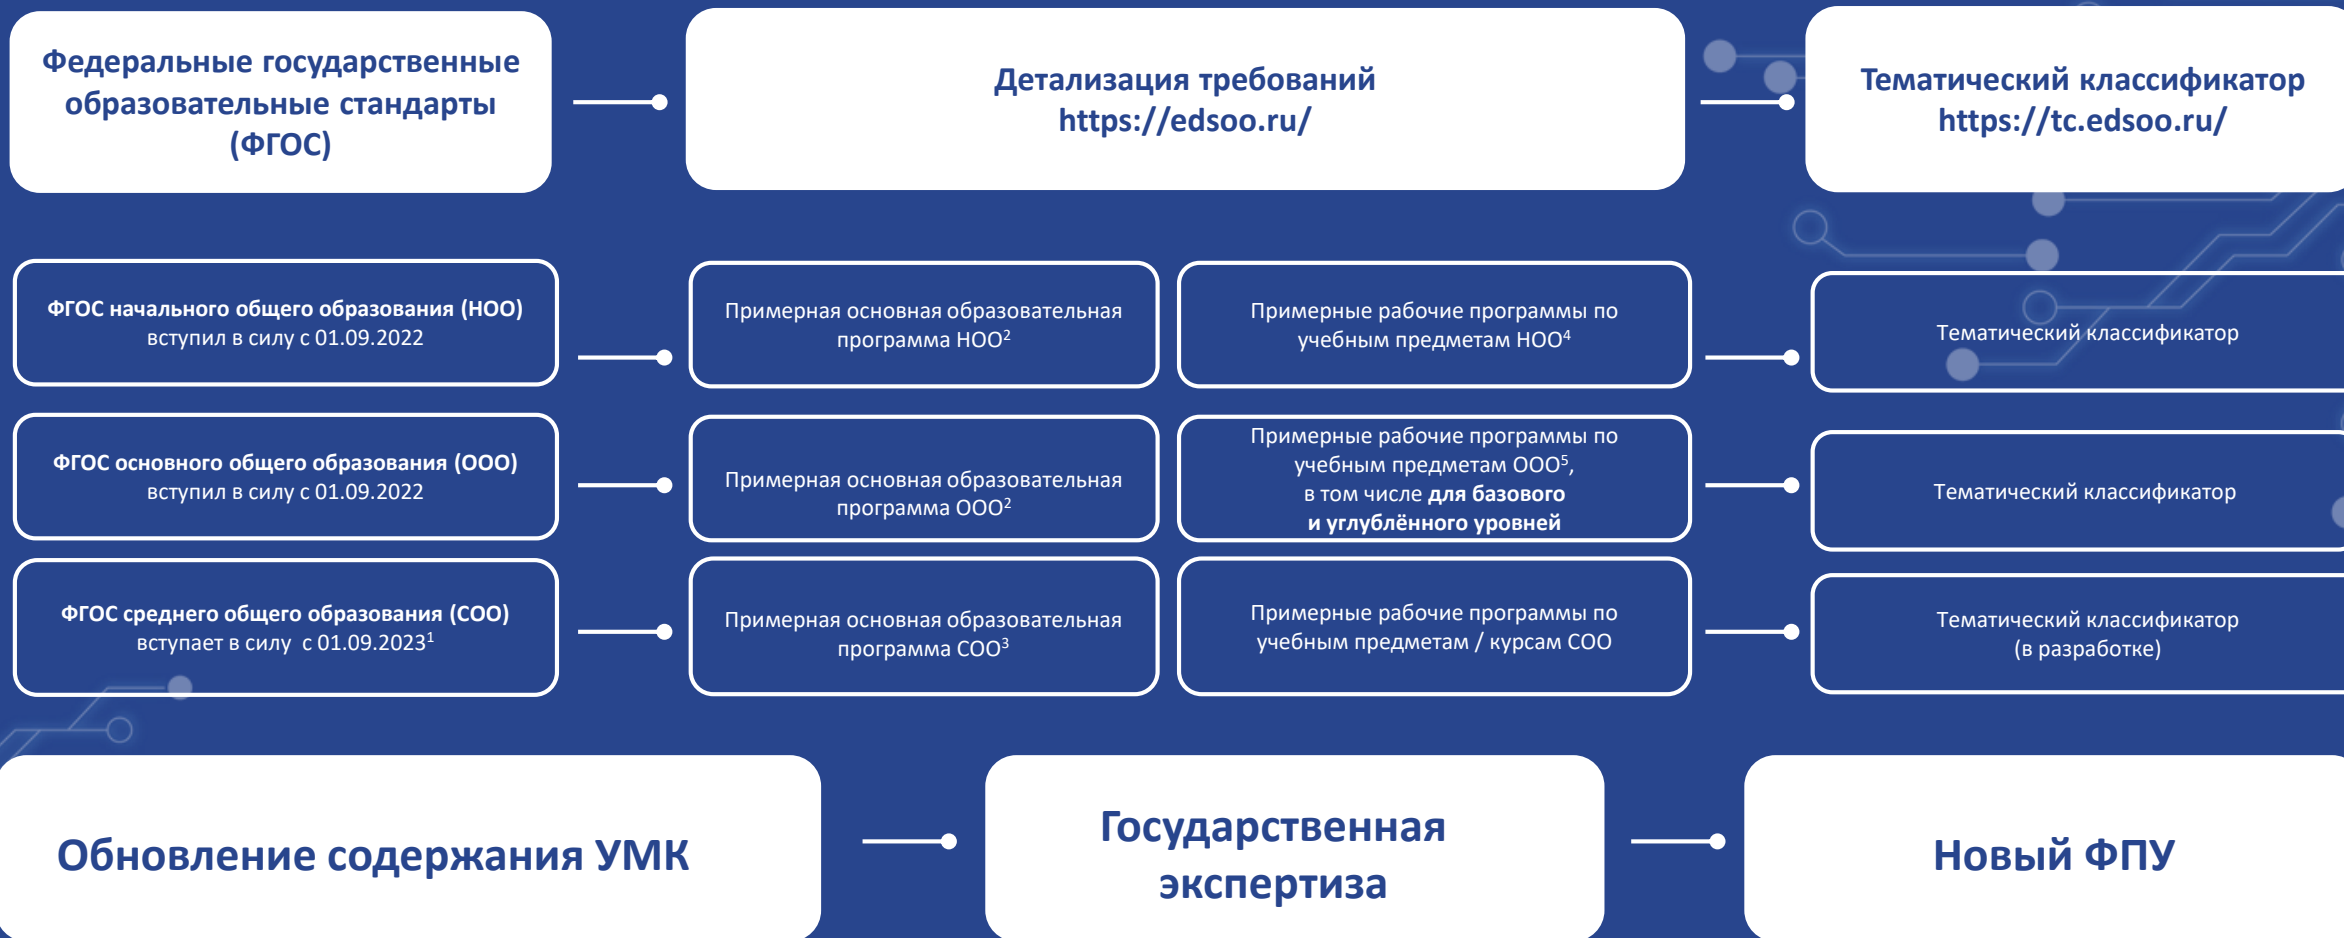 Федеральные государственные
образовательные стандарты
(ФГОС)
Детализация требований
https://edsoo.ru/
Тематический классификатор
https://tc.edsoo.ru/
ФГОС начального общего образования (НОО)
вступил в силу с 01.09.2022
Примерная основная образовательная
программа НОО²
Примерные рабочие программы по
учебным предметам НОО⁴
Тематический классификатор
ФГОС основного общего образования (ООО)
вступил в силу с 01.09.2022
Примерная основная образовательная
программа ООО²
Примерные рабочие программы по
учебным предметам ООО⁵,
в том числе для базового
и углублённого уровней
Тематический классификатор
ФГОС среднего общего образования (СОО)
вступает в силу с 01.09.2023¹
Примерная основная образовательная
программа СОО³
Примерные рабочие программы по
учебным предметам / курсам СОО
Тематический классификатор
(в разработке)
Обновление содержания УМК
Государственная
экспертиза
Новый ФПУ